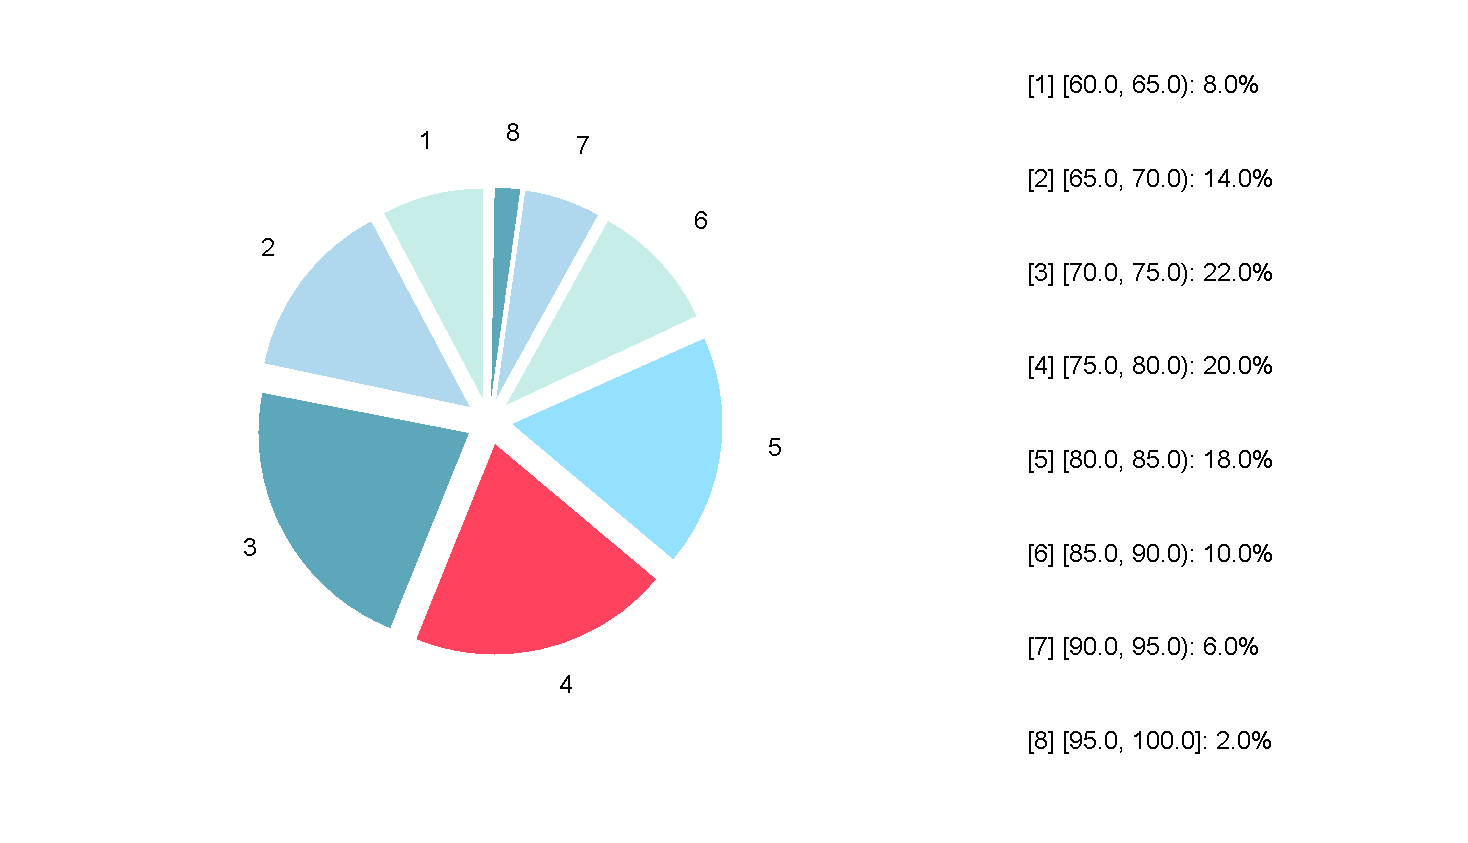 1
8
7
2
6
3
5
4
[1] [60.0, 65.0): 8.0%
[2] [65.0, 70.0): 14.0%
[3] [70.0, 75.0): 22.0%
[4] [75.0, 80.0): 20.0%
[5] [80.0, 85.0): 18.0%
[6] [85.0, 90.0): 10.0%
[7] [90.0, 95.0): 6.0%
[8] [95.0, 100.0]: 2.0%